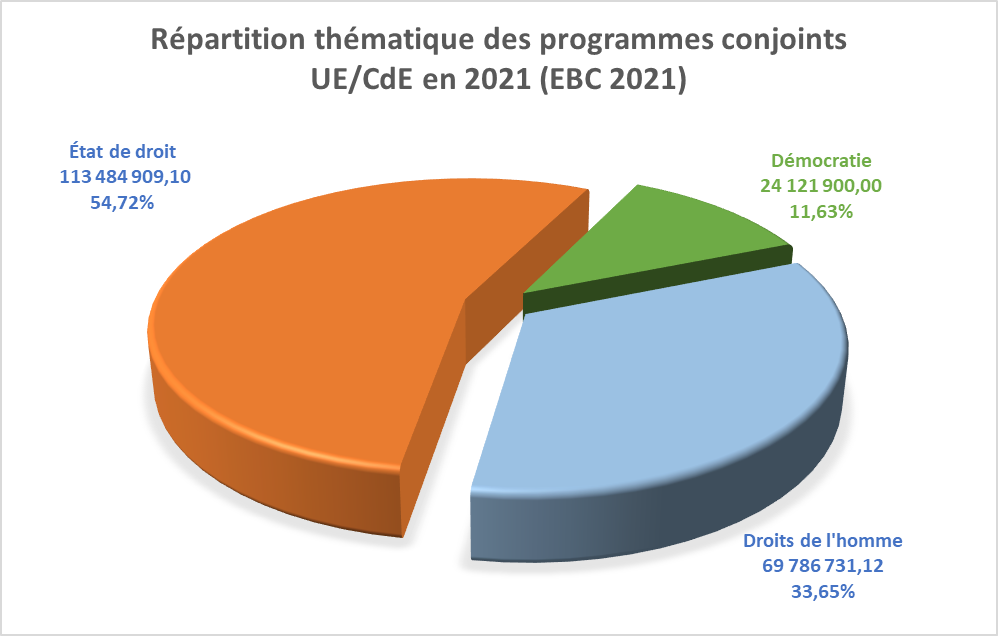 Répartition thématique des programmes conjoints
UE/CdE en 2021 (EBC 2021)
État de droit
113 484 909,10
54,72%
Démocratie
24 121 900,00
11,63%
Droits de l'homme
69 786 731,12
33,65%